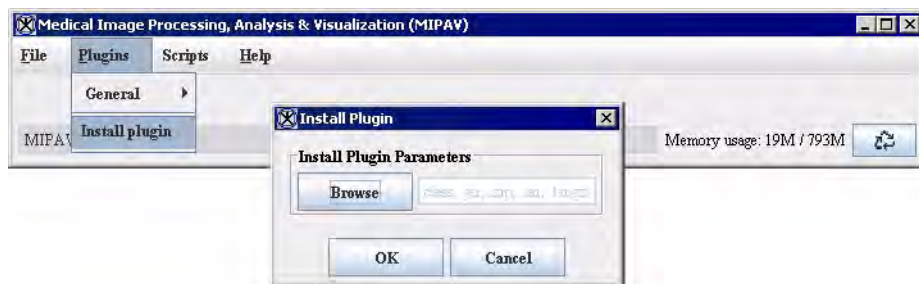 Medical Image Processing, Analysis & Visualization (MIPAV)
File Plugins Scripts Help
General
Install plugin
MIPAV
Memory usage: 19M / 793M
Install Plugin
Install Plugin Parameters
Browse
OK Cancel